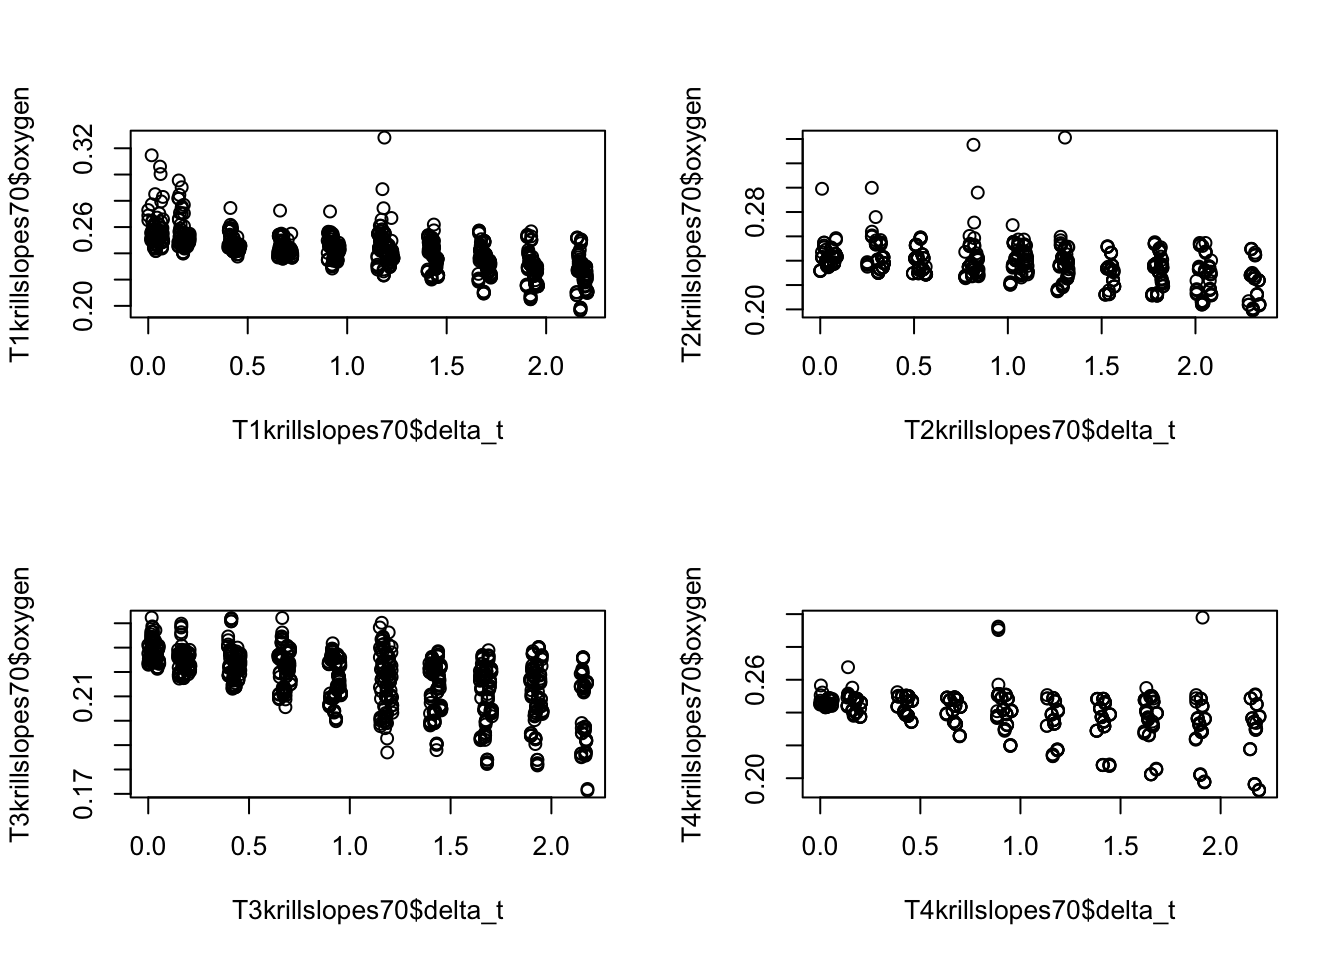 T1krillslopes70$oxygen
0.20 0.26 0.32
0.0 0.5 1.0 1.5 2.0
T1krillslopes70$delta_t
T2krillslopes70$oxygen
0.20 0.28
0.0 0.5 1.0 1.5 2.0
T2krillslopes70$delta_t
T3krillslopes70$oxygen
0.17 0.21
0.0 0.5 1.0 1.5 2.0
T3krillslopes70$delta_t
T4krillslopes70$oxygen
0.20 0.26
0.0 0.5 1.0 1.5 2.0
T4krillslopes70$delta_t